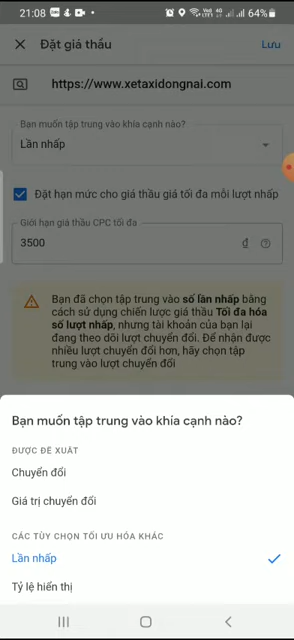 21:08
64%
Đặt giá thầu
Lưu
https://www.xetaxidongnai.com
Bạn muốn tập trung vào khía cạnh nào?
Lần nhấp
Đặt hạn mức cho giá thầu giá tối đa mỗi lượt nhấp
Giới hạn giá thầu CPC tối đa
3500
₫
Bạn đã chọn tập trung vào số lần nhấp bằng
cách sử dụng chiến lược giá thầu Tối đa hóa
số lượt nhấp, nhưng tài khoản của bạn lại
đang theo dõi lượt chuyển đổi. Để nhận được
nhiều lượt chuyển đổi hơn, hãy chọn tập
trung vào lượt chuyển đổi
Bạn muốn tập trung vào khía cạnh nào?
ĐƯỢC ĐỀ XUẤT
Chuyển đổi
Giá trị chuyển đổi
CÁC TÙY CHỌN TỐI ƯU HÓA KHÁC
Lần nhấp
Tỷ lệ hiển thị